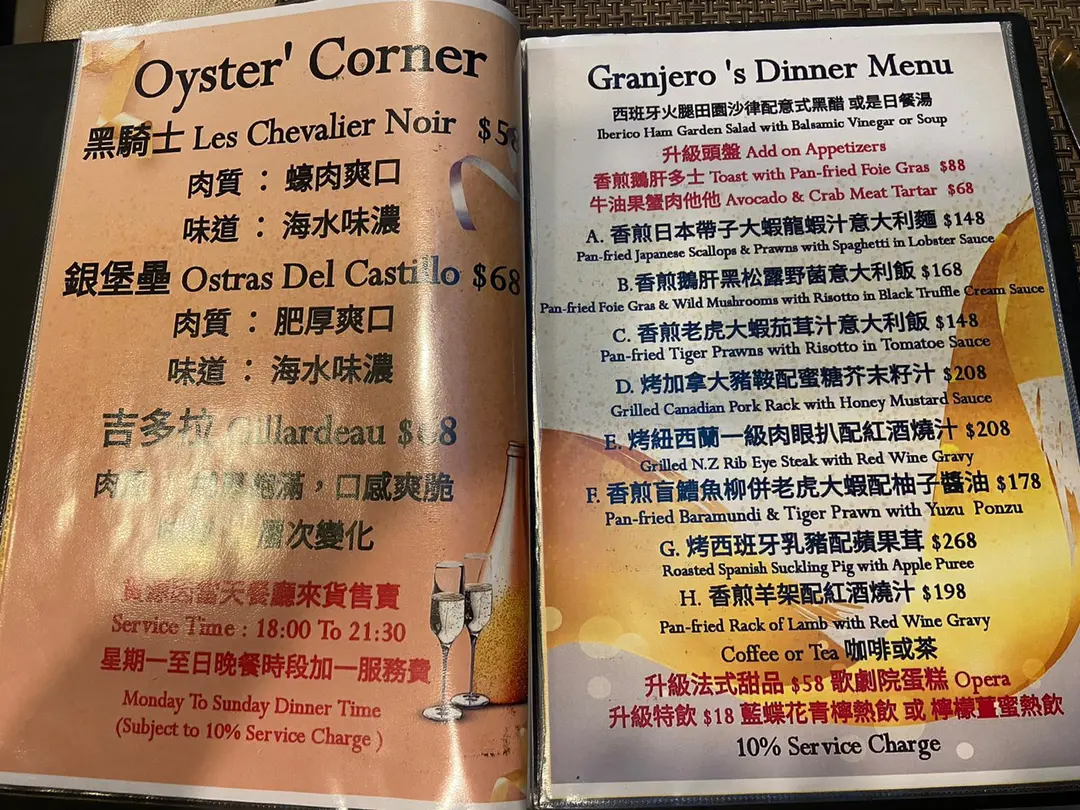 Oyster' Corner
黑騎士 Les Chevalier Noir $58
肉質 : 蠔肉爽口
味道 : 海水味濃
銀堡壘 Ostras Del Castillo $68
肉質 : 肥厚爽口
味道 : 海水味濃
吉多拉 Gillardeau
飽滿，口感爽脆
層次變化
當天餐廳來貨售賣
Service Time : 18:00 To 21:30
星期一至日晚餐時段加一服務費
Monday To Sunday Dinner Time
(Subject to 10% Service Charge )
Granjero 's Dinner Menu
西班牙火腿田園沙律配意式黑醋 或是日餐湯
Iberico Ham Garden Salad with Balsamic Vinegar or Soup
升級頭盤 Add on Appetizers
香煎鵝肝多士 Toast with Pan-fried Foie Gras $88
牛油果蟹肉他他 Avocado & Crab Meat Tartar $68
A. 香煎日本帶子大蝦龍蝦汁意大利麵 $148
Pan-fried Japanese Scallops & Prawns with Spaghetti in Lobster Sauce
B. 香煎鵝肝黑松露野菌意大利飯 $168
Pan-fried Foie Gras & Wild Mushrooms with Risotto in Black Truffle Cream Sauce
C. 香煎老虎大蝦茄茸汁意大利飯 $148
Pan-fried Tiger Prawns with Risotto in Tomatoe Sauce
D. 烤加拿大豬鞍配蜜糖芥末籽汁 $208
Grilled Canadian Pork Rack with Honey Mustard Sauce
E. 烤紐西蘭一級肉眼扒配紅酒燒汁 $208
Grilled N.Z Rib Eye Steak with Red Wine Gravy
F. 香煎盲鰽魚柳併老虎大蝦配柚子醬油 $178
Pan-fried Baramundi & Tiger Prawn with Yuzu Ponzu
G. 烤西班牙乳豬配蘋果茸 $268
Roasted Spanish Suckling Pig with Apple Puree
H. 香煎羊架配紅酒燒汁 $198
Pan-fried Rack of Lamb with Red Wine Gravy
Coffee or Tea 咖啡或茶
升級法式甜品 $58 歌劇院蛋糕 Opera
升級特飲 $18 藍蝶花青檸熱飲 或 檸檬薑蜜熱飲
10% Service Charge